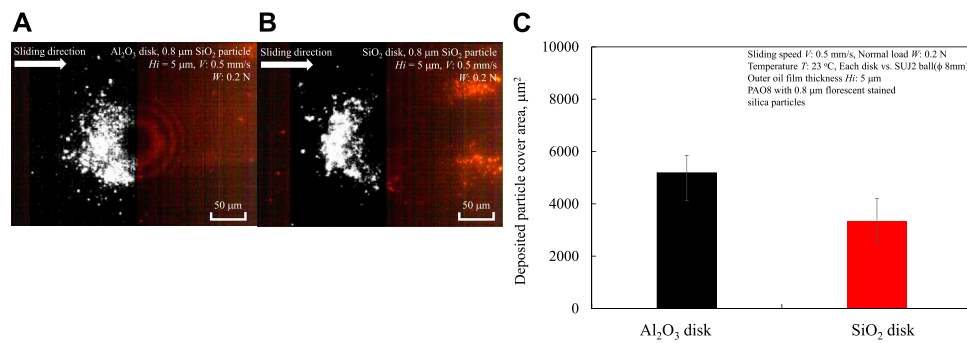 A
Sliding direction
Al₂O₃ disk, 0.8 μm SiO₂ particle
Hi = 5 μm, V: 0.5 mm/s
W: 0.2 N
50 μm
B
Sliding direction
SiO₂ disk, 0.8 μm SiO₂ particle
Hi = 5 μm, V: 0.5 mm/s
W: 0.2 N
50 μm
C
Deposited particle cover area, μm²
10000
8000
6000
4000
2000
0
Sliding speed V: 0.5 mm/s, Normal load W: 0.2 N
Temperature T: 23 °C, Each disk vs. SUJ2 ball(ϕ 8mm)
Outer oil film thickness Hi: 5 μm
PAO8 with 0.8 μm florescent stained
silica particles
Al₂O₃ disk
SiO₂ disk